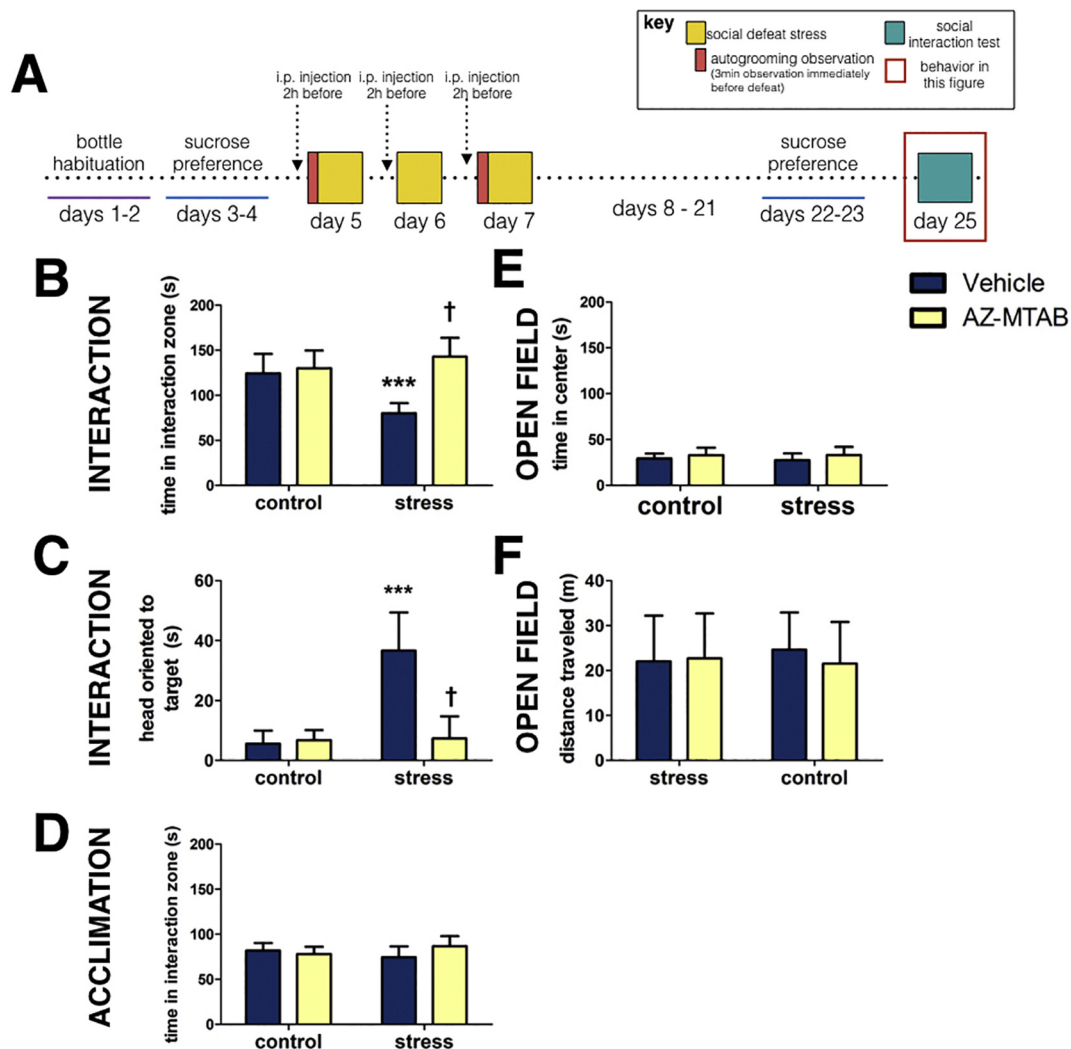 A
key
social defeat stress
autogrooming observation
(3min observation immediately
before defeat)
social
interaction test
behavior in
this figure
i.p. injection
2h before
i.p. injection
2h before
i.p. injection
2h before
bottle
habituation
sucrose
preference
sucrose
preference
days 1-2
days 3-4
day 5
day 6
day 7
days 8 - 21
days 22-23
day 25
B
INTERACTION
time in interaction zone (s)
200
150
100
50
0
***
†
control
stress
E
OPEN FIELD
time in center (s)
200
150
100
50
0
control
stress
Vehicle
AZ-MTAB
C
INTERACTION
head oriented to
target (s)
60
40
20
0
***
†
control
stress
F
OPEN FIELD
distance traveled (m)
40
30
20
10
0
stress
control
D
ACCLIMATION
time in interaction zone (s)
200
150
100
50
0
control
stress